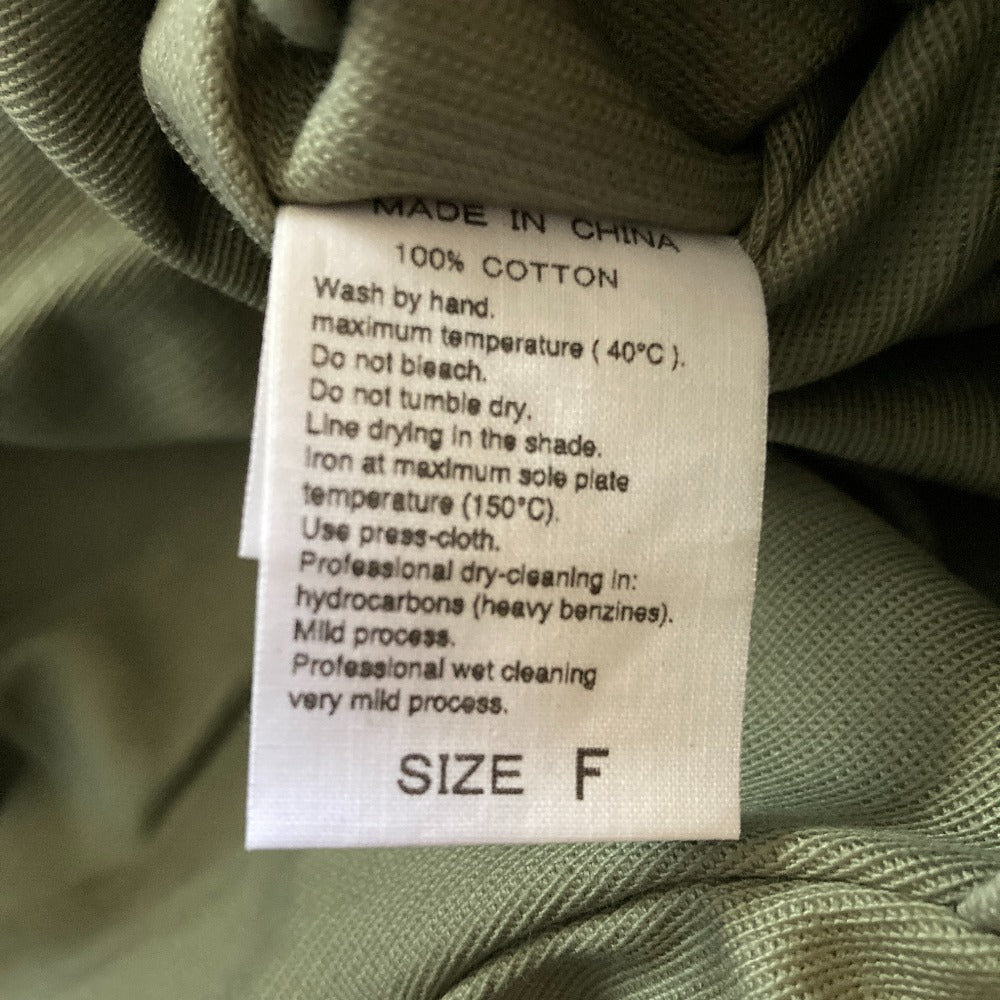 MADE IN CHINA
100% COTTON
Wash by hand.
maximum temperature ( 40°C ).
Do not bleach.
Do not tumble dry.
Line drying in the shade.
Iron at maximum sole plate
temperature (150°C).
Use press-cloth.
Professional dry-cleaning in:
hydrocarbons (heavy benzines).
Mild process.
Professional wet cleaning
very mild process.
SIZE F